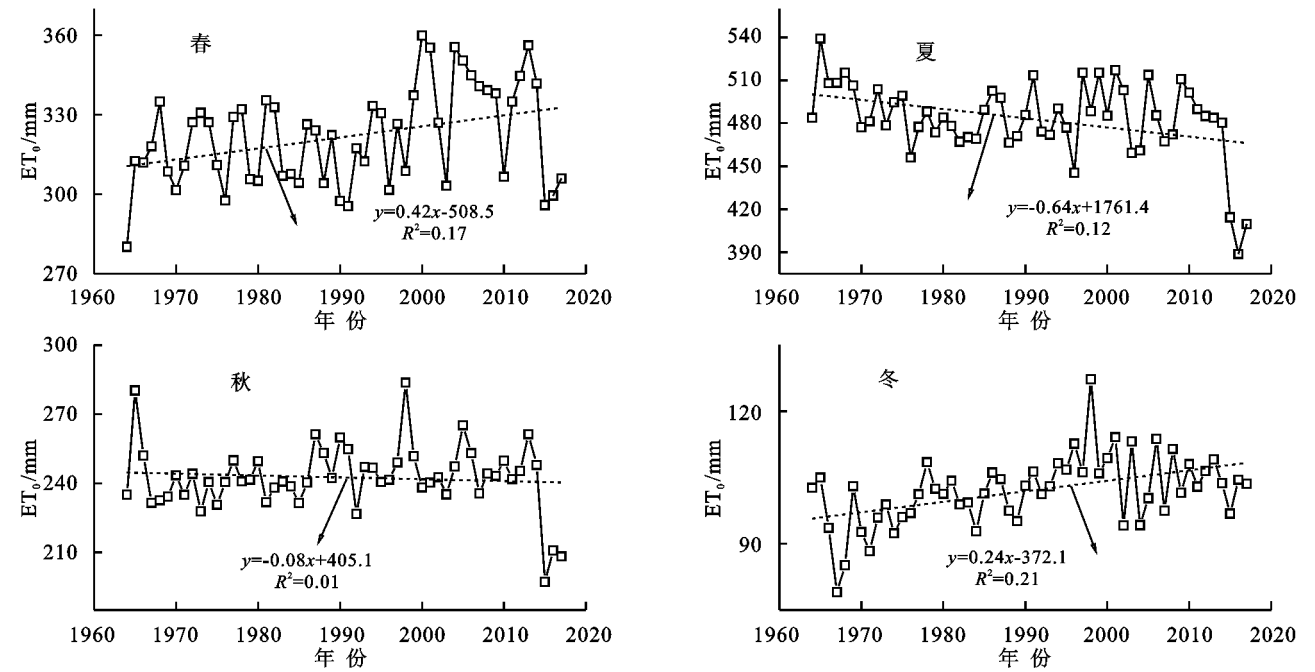 春
360
330
300
270
ET₀/mm
1960 1970 1980 1990 2000 2010 2020
年 份
y=0.42x-508.5
R²=0.17
夏
540
510
480
450
420
390
ET₀/mm
1960 1970 1980 1990 2000 2010 2020
年 份
y=-0.64x+1761.4
R²=0.12
秋
300
270
240
210
ET₀/mm
1960 1970 1980 1990 2000 2010 2020
年 份
y=-0.08x+405.1
R²=0.01
冬
120
90
ET₀/mm
1960 1970 1980 1990 2000 2010 2020
年 份
y=0.24x-372.1
R²=0.21